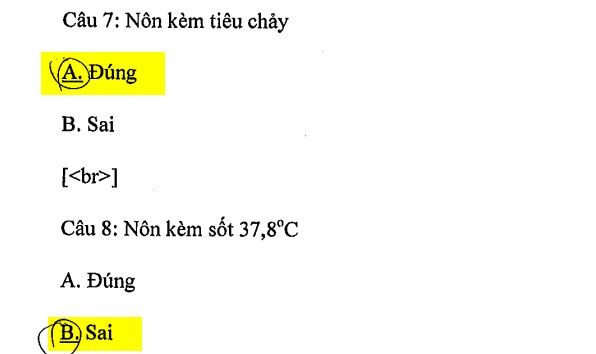 Câu 7: Nôn kèm tiêu chảy
A. Đúng
B. Sai
[<br>]
Câu 8: Nôn kèm sốt 37,8°C
A. Đúng
B. Sai